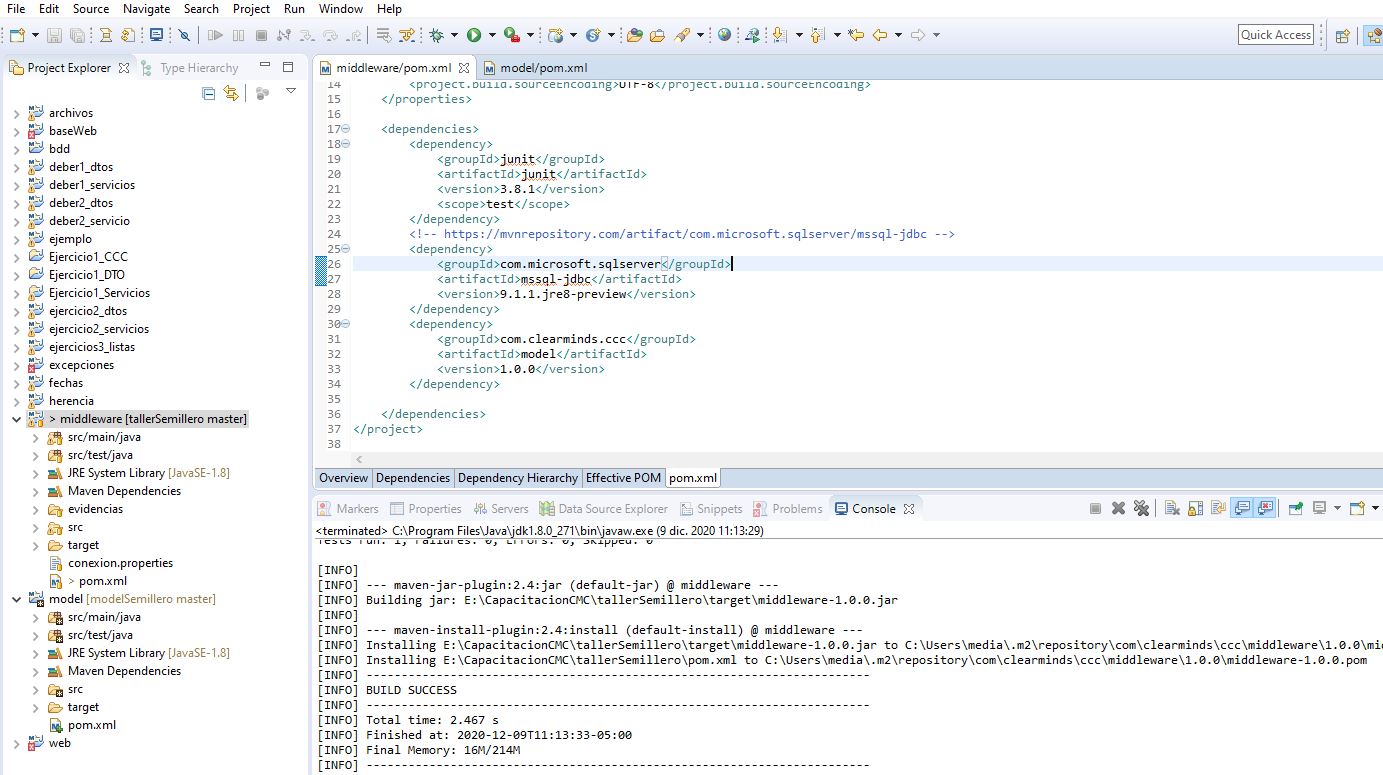 File Edit Source Navigate Search Project Run Window Help
Quick Access
Project Explorer Type Hierarchy
archivos
baseWeb
bdd
deber1_dtos
deber1_servicios
deber2_dtos
deber2_servicio
ejemplo
Ejercicio1_CCC
Ejercicio1_DTO
Ejercicio1_Servicios
ejercicio2_dtos
ejercicio2_servicios
ejercicios3_listas
excepciones
fechas
herencia
> middleware [tallerSemillero master]
src/main/java
src/test/java
JRE System Library [JavaSE-1.8]
Maven Dependencies
evidencias
src
target
conexion.properties
> pom.xml
model [modelSemillero master]
src/main/java
src/test/java
JRE System Library [JavaSE-1.8]
Maven Dependencies
src
target
pom.xml
web
middleware/pom.xml model/pom.xml
14 <project.build.sourceEncoding>UTF-8</project.build.sourceEncoding>
15 </properties>
16
17 <dependencies>
18 <dependency>
19 <groupId>junit</groupId>
20 <artifactId>junit</artifactId>
21 <version>3.8.1</version>
22 <scope>test</scope>
23 </dependency>
24 <!-- https://mvnrepository.com/artifact/com.microsoft.sqlserver/mssql-jdbc -->
25 <dependency>
26 <groupId>com.microsoft.sqlserver</groupId>
27 <artifactId>mssql-jdbc</artifactId>
28 <version>9.1.1.jre8-preview</version>
29 </dependency>
30 <dependency>
31 <groupId>com.clearminds.ccc</groupId>
32 <artifactId>model</artifactId>
33 <version>1.0.0</version>
34 </dependency>
35
36 </dependencies>
37 </project>
38
Overview Dependencies Dependency Hierarchy Effective POM pom.xml
Markers Properties Servers Data Source Explorer Snippets Problems Console
<terminated> C:\Program Files\Java\jdk1.8.0_271\bin\javaw.exe (9 dic. 2020 11:13:29)
Tests run: 1, Failures: 0, Errors: 0, Skipped: 0
[INFO]
[INFO] --- maven-jar-plugin:2.4:jar (default-jar) @ middleware ---
[INFO] Building jar: E:\CapacitacionCMC\tallerSemillero\target\middleware-1.0.0.jar
[INFO]
[INFO] --- maven-install-plugin:2.4:install (default-install) @ middleware ---
[INFO] Installing E:\CapacitacionCMC\tallerSemillero\target\middleware-1.0.0.jar to C:\Users\media\.m2\repository\com\clearminds\ccc\middleware\1.0.0\mi
[INFO] Installing E:\CapacitacionCMC\tallerSemillero\pom.xml to C:\Users\media\.m2\repository\com\clearminds\ccc\middleware\1.0.0\middleware-1.0.0.pom
[INFO] ------------------------------------------------------------------------
[INFO] BUILD SUCCESS
[INFO] ------------------------------------------------------------------------
[INFO] Total time: 2.467 s
[INFO] Finished at: 2020-12-09T11:13:33-05:00
[INFO] Final Memory: 16M/214M
[INFO] ------------------------------------------------------------------------